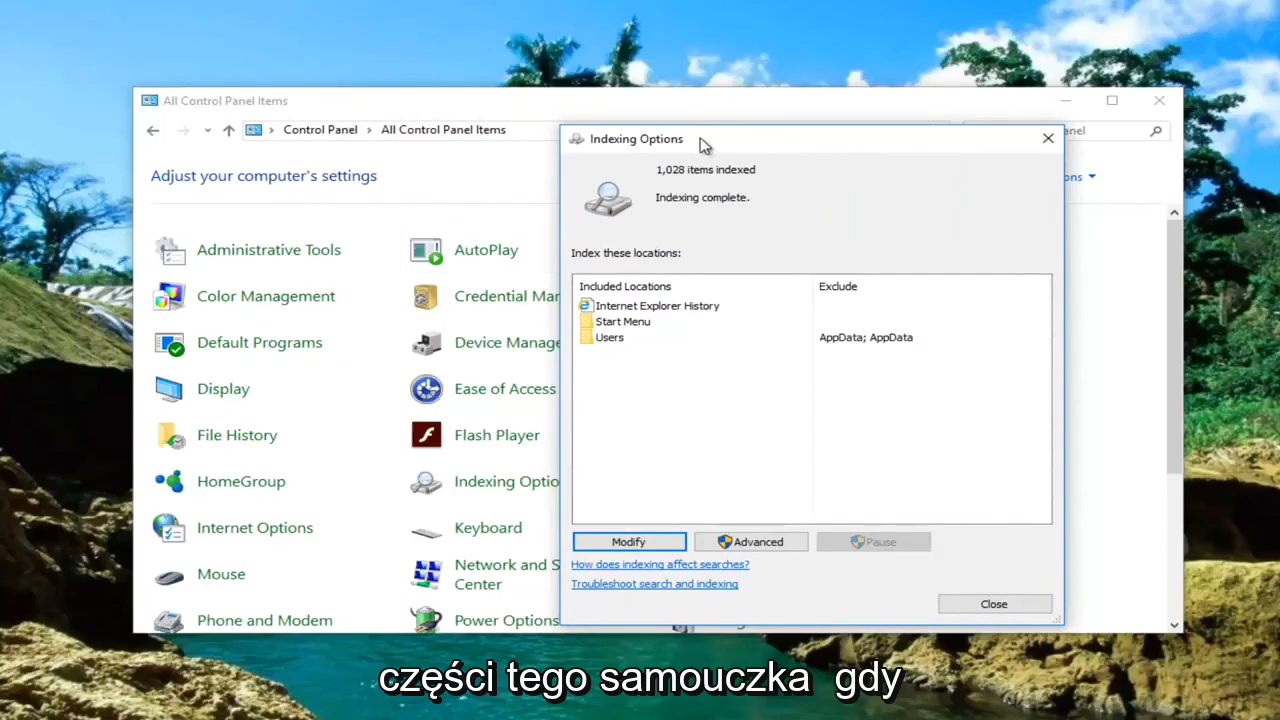 All Control Panel Items
Control Panel > All Control Panel Items
anel
Adjust your computer's settings
ons
Administrative Tools
AutoPlay
Color Management
Credential Mar
Default Programs
Device Manage
Display
Ease of Access
File History
Flash Player
HomeGroup
Indexing Optio
Internet Options
Keyboard
Mouse
Network and S
Center
Phone and Modem
Power Options
Indexing Options
1,028 items indexed
Indexing complete.
Index these locations:
Included Locations
Exclude
Internet Explorer History
Start Menu
Users
AppData; AppData
Modify
Advanced
Pause
How does indexing affect searches?
Troubleshoot search and indexing
Close
części tego samouczka gdy